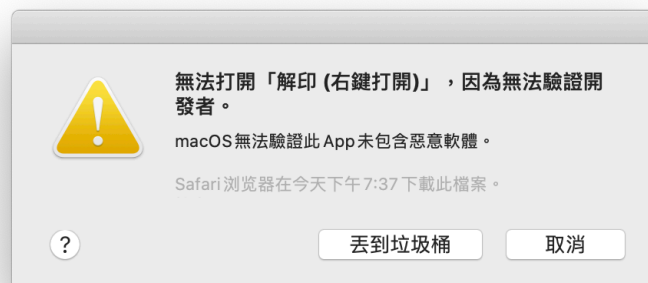 無法打開「解印 (右鍵打開)」，因為無法驗證開
發者。
macOS 無法驗證此 App 未包含惡意軟體。
Safari 浏览器在今天下午 7:37 下載此檔案。
?
丟到垃圾桶
取消